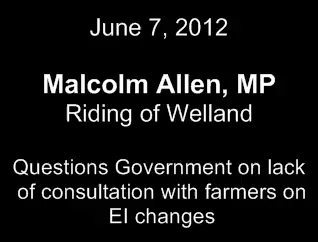 June 7, 2012
Malcolm Allen, MP
Riding of Welland
Questions Government on lack
of consultation with farmers on
EI changes